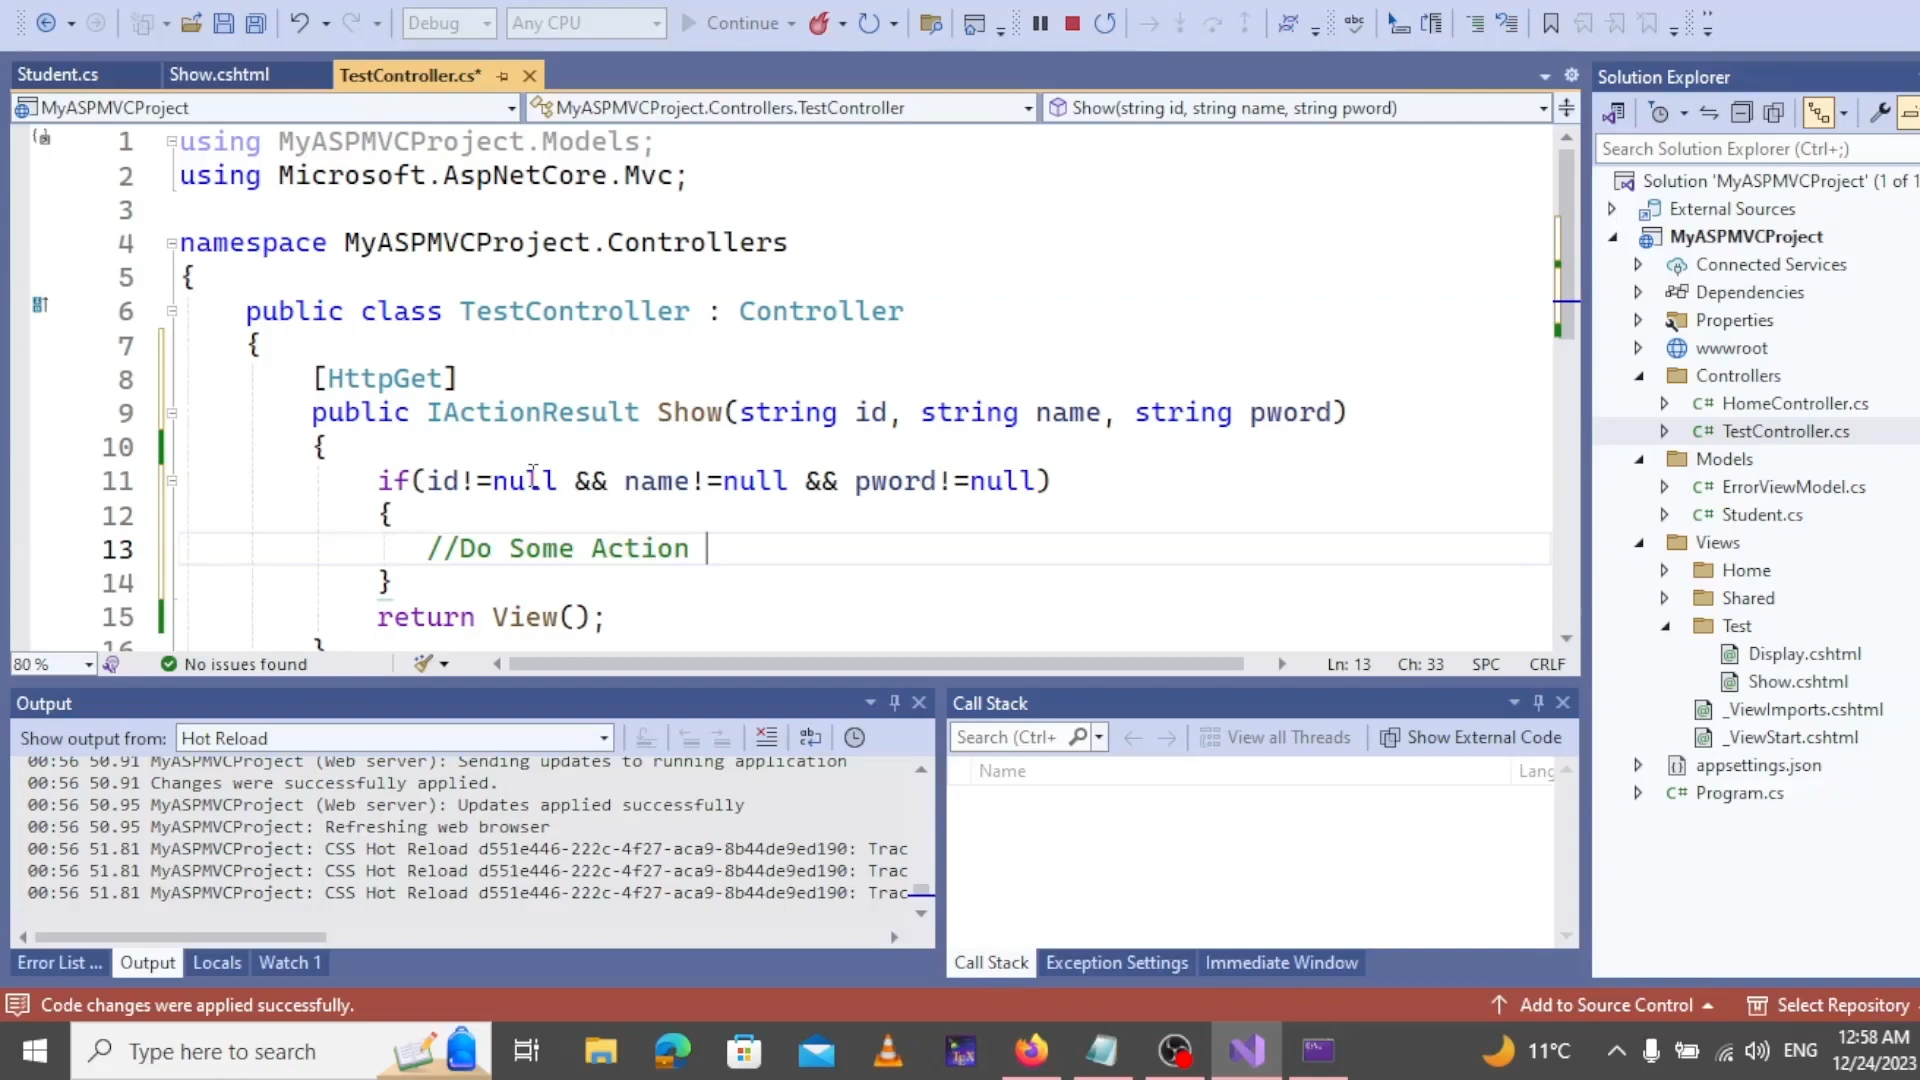 Debug
Any CPU
Continue
abc
Student.cs
Show.cshtml
TestController.cs*
Solution Explorer
MyASPMVCProject
MyASPMVCProject.Controllers.TestController
Show(string id, string name, string pword)
Search Solution Explorer (Ctrl+;)
1 using MyASPMVCProject.Models;
2 using Microsoft.AspNetCore.Mvc;
3
4 namespace MyASPMVCProject.Controllers
5 {
6 public class TestController : Controller
7 {
8 [HttpGet]
9 public IActionResult Show(string id, string name, string pword)
10 {
11 if(id!=null && name!=null && pword!=null)
12 {
13 //Do Some Action
14 }
15 return View();
16 }
Solution 'MyASPMVCProject' (1 of 1
External Sources
MyASPMVCProject
Connected Services
Dependencies
Properties
wwwroot
Controllers
C# HomeController.cs
C# TestController.cs
Models
C# ErrorViewModel.cs
C# Student.cs
Views
Home
Shared
Test
Display.cshtml
Show.cshtml
_ViewImports.cshtml
_ViewStart.cshtml
appsettings.json
C# Program.cs
80 %
No issues found
Ln: 13 Ch: 33 SPC CRLF
Output
Show output from: Hot Reload
00:56 50.91 MyASPMVCProject (Web server): Sending updates to running application
00:56 50.91 Changes were successfully applied.
00:56 50.95 MyASPMVCProject (Web server): Updates applied successfully
00:56 50.95 MyASPMVCProject: Refreshing web browser
00:56 51.81 MyASPMVCProject: CSS Hot Reload d551e446-222c-4f27-aca9-8b44de9ed190: Trac
00:56 51.81 MyASPMVCProject: CSS Hot Reload d551e446-222c-4f27-aca9-8b44de9ed190: Trac
00:56 51.81 MyASPMVCProject: CSS Hot Reload d551e446-222c-4f27-aca9-8b44de9ed190: Trac
Call Stack
Search (Ctrl+
View all Threads
Show External Code
Name
Lang
Error List ...
Output
Locals
Watch 1
Call Stack
Exception Settings
Immediate Window
Code changes were applied successfully.
Add to Source Control
Select Repository
Type here to search
11°C
ENG
12:58 AM
12/24/2023